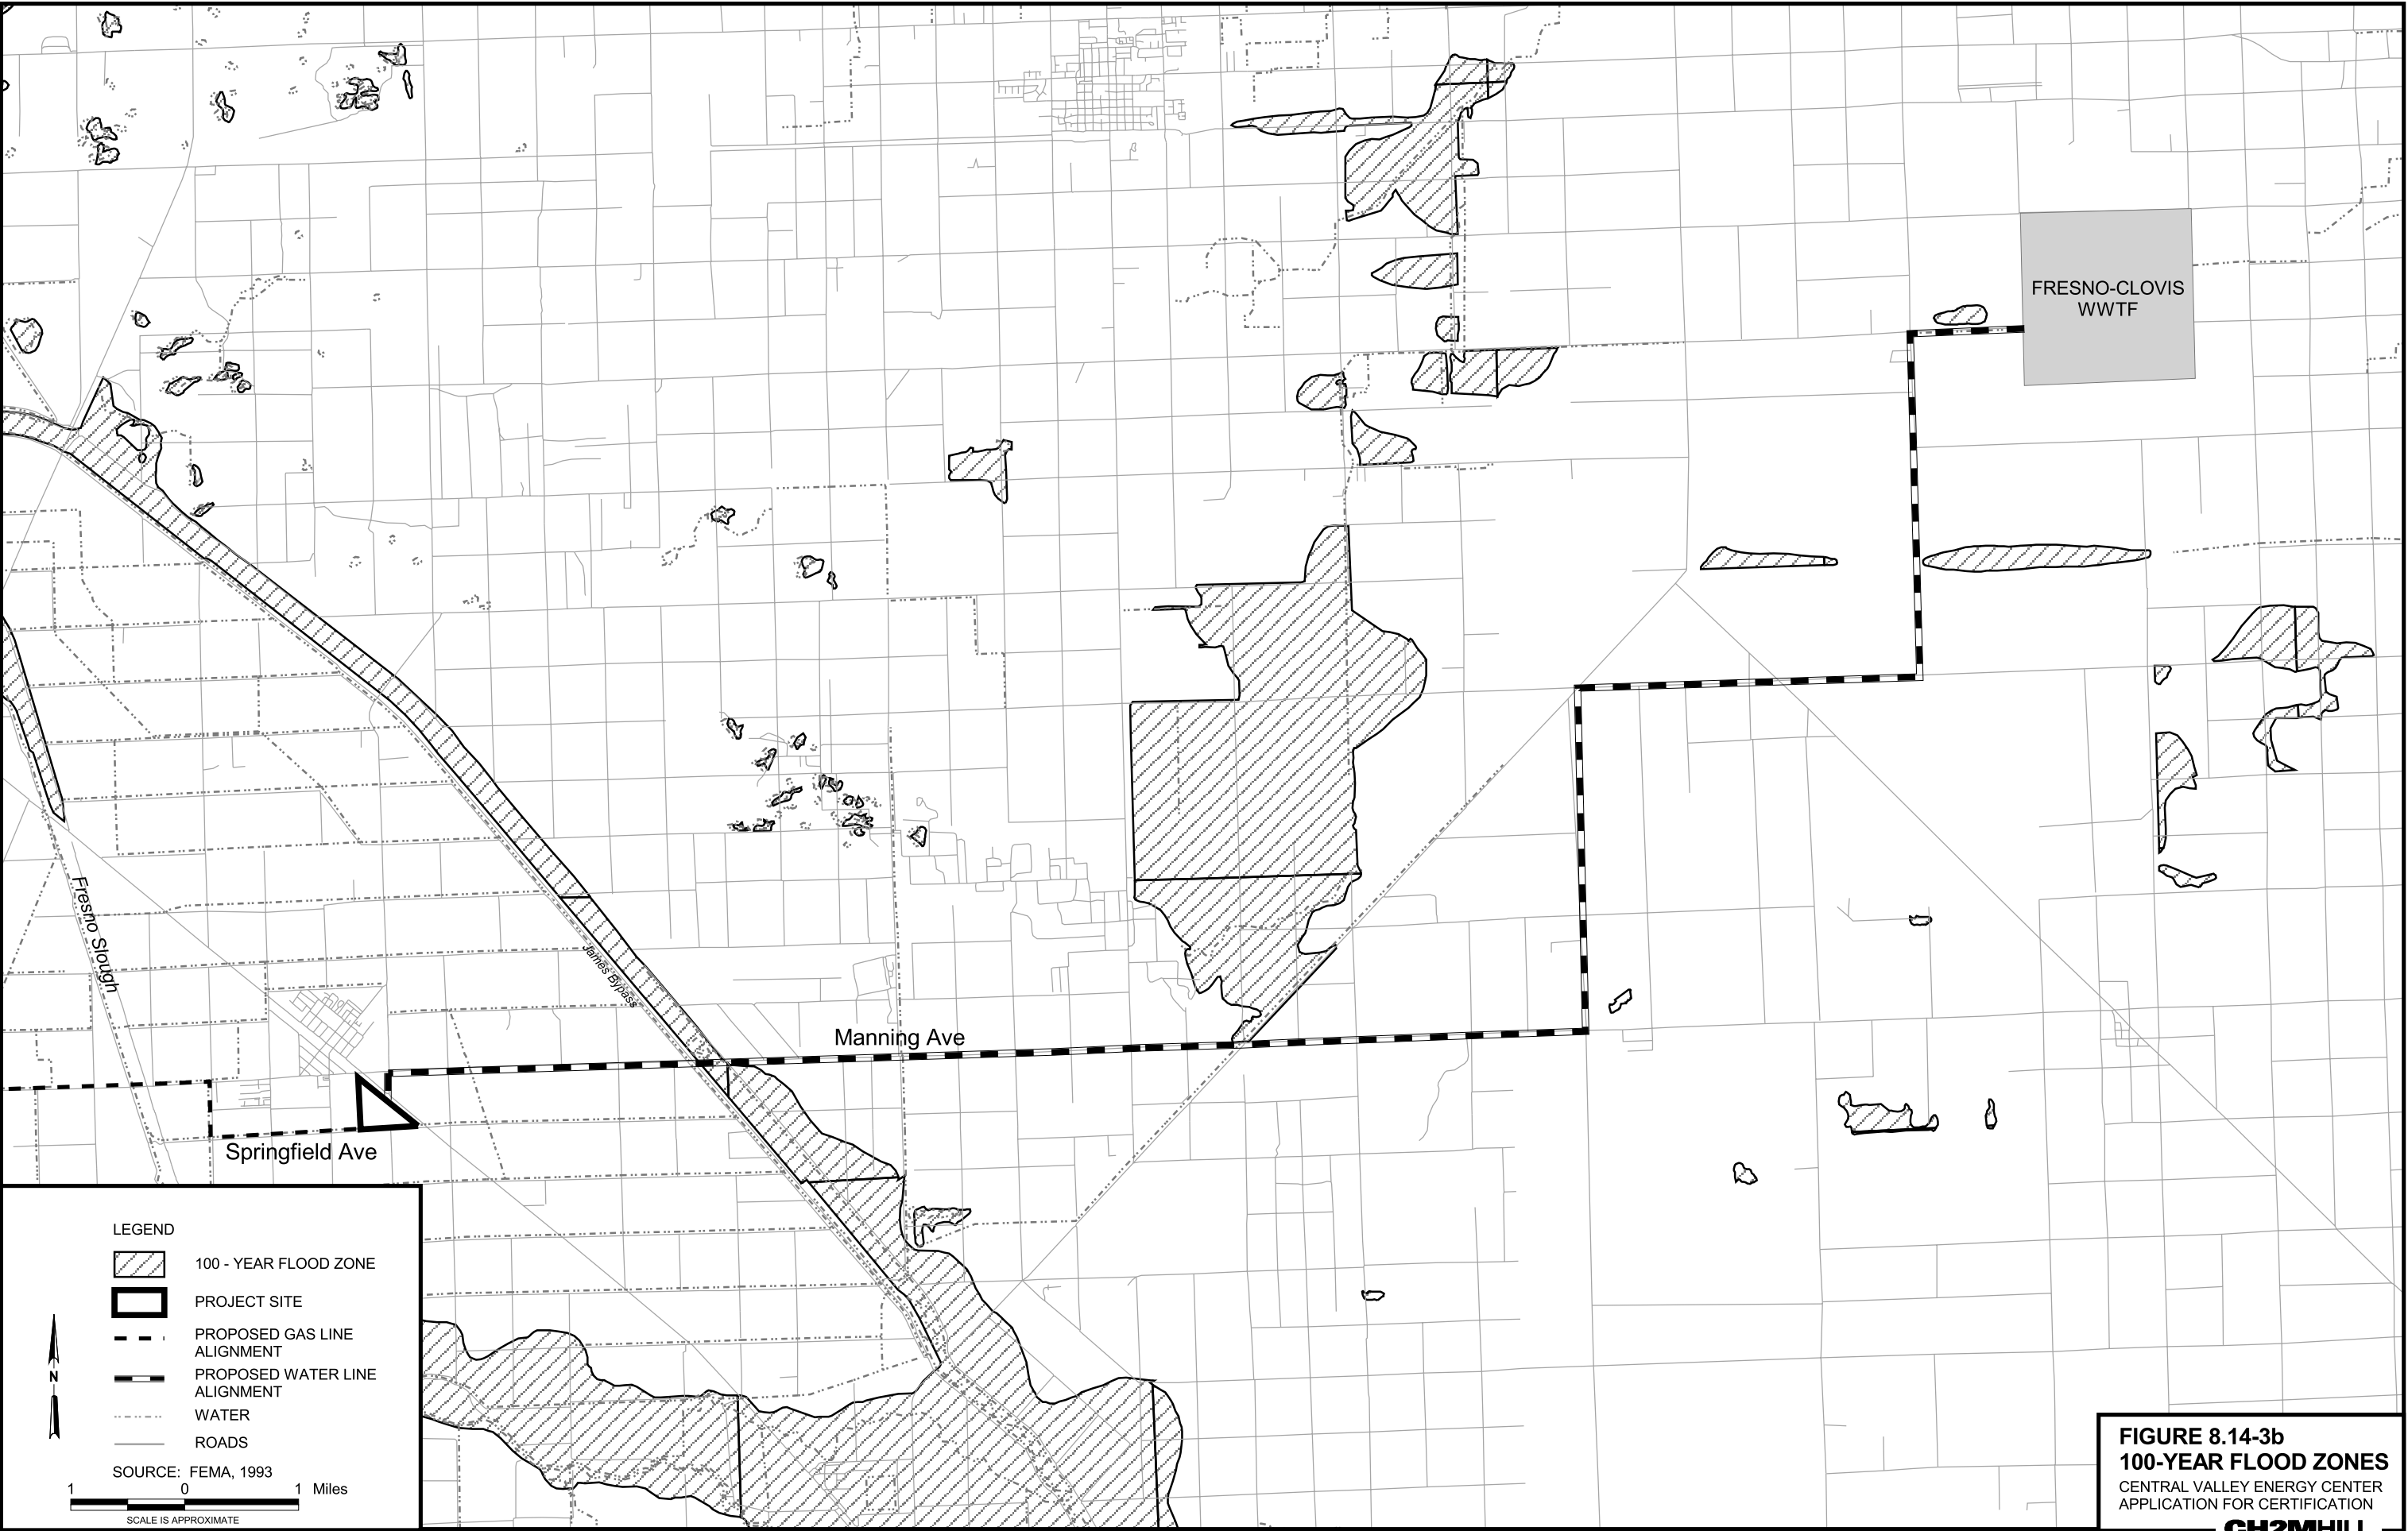 FRESNO-CLOVIS
WWTF
Fresno Slough
James Bypass
Manning Ave
Springfield Ave
LEGEND
100 - YEAR FLOOD ZONE
PROJECT SITE
PROPOSED GAS LINE
ALIGNMENT
PROPOSED WATER LINE
ALIGNMENT
WATER
ROADS
SOURCE: FEMA, 1993
N
1 0 1 Miles
SCALE IS APPROXIMATE
FIGURE 8.14-3b
100-YEAR FLOOD ZONES
CENTRAL VALLEY ENERGY CENTER
APPLICATION FOR CERTIFICATION
CH2MHILL